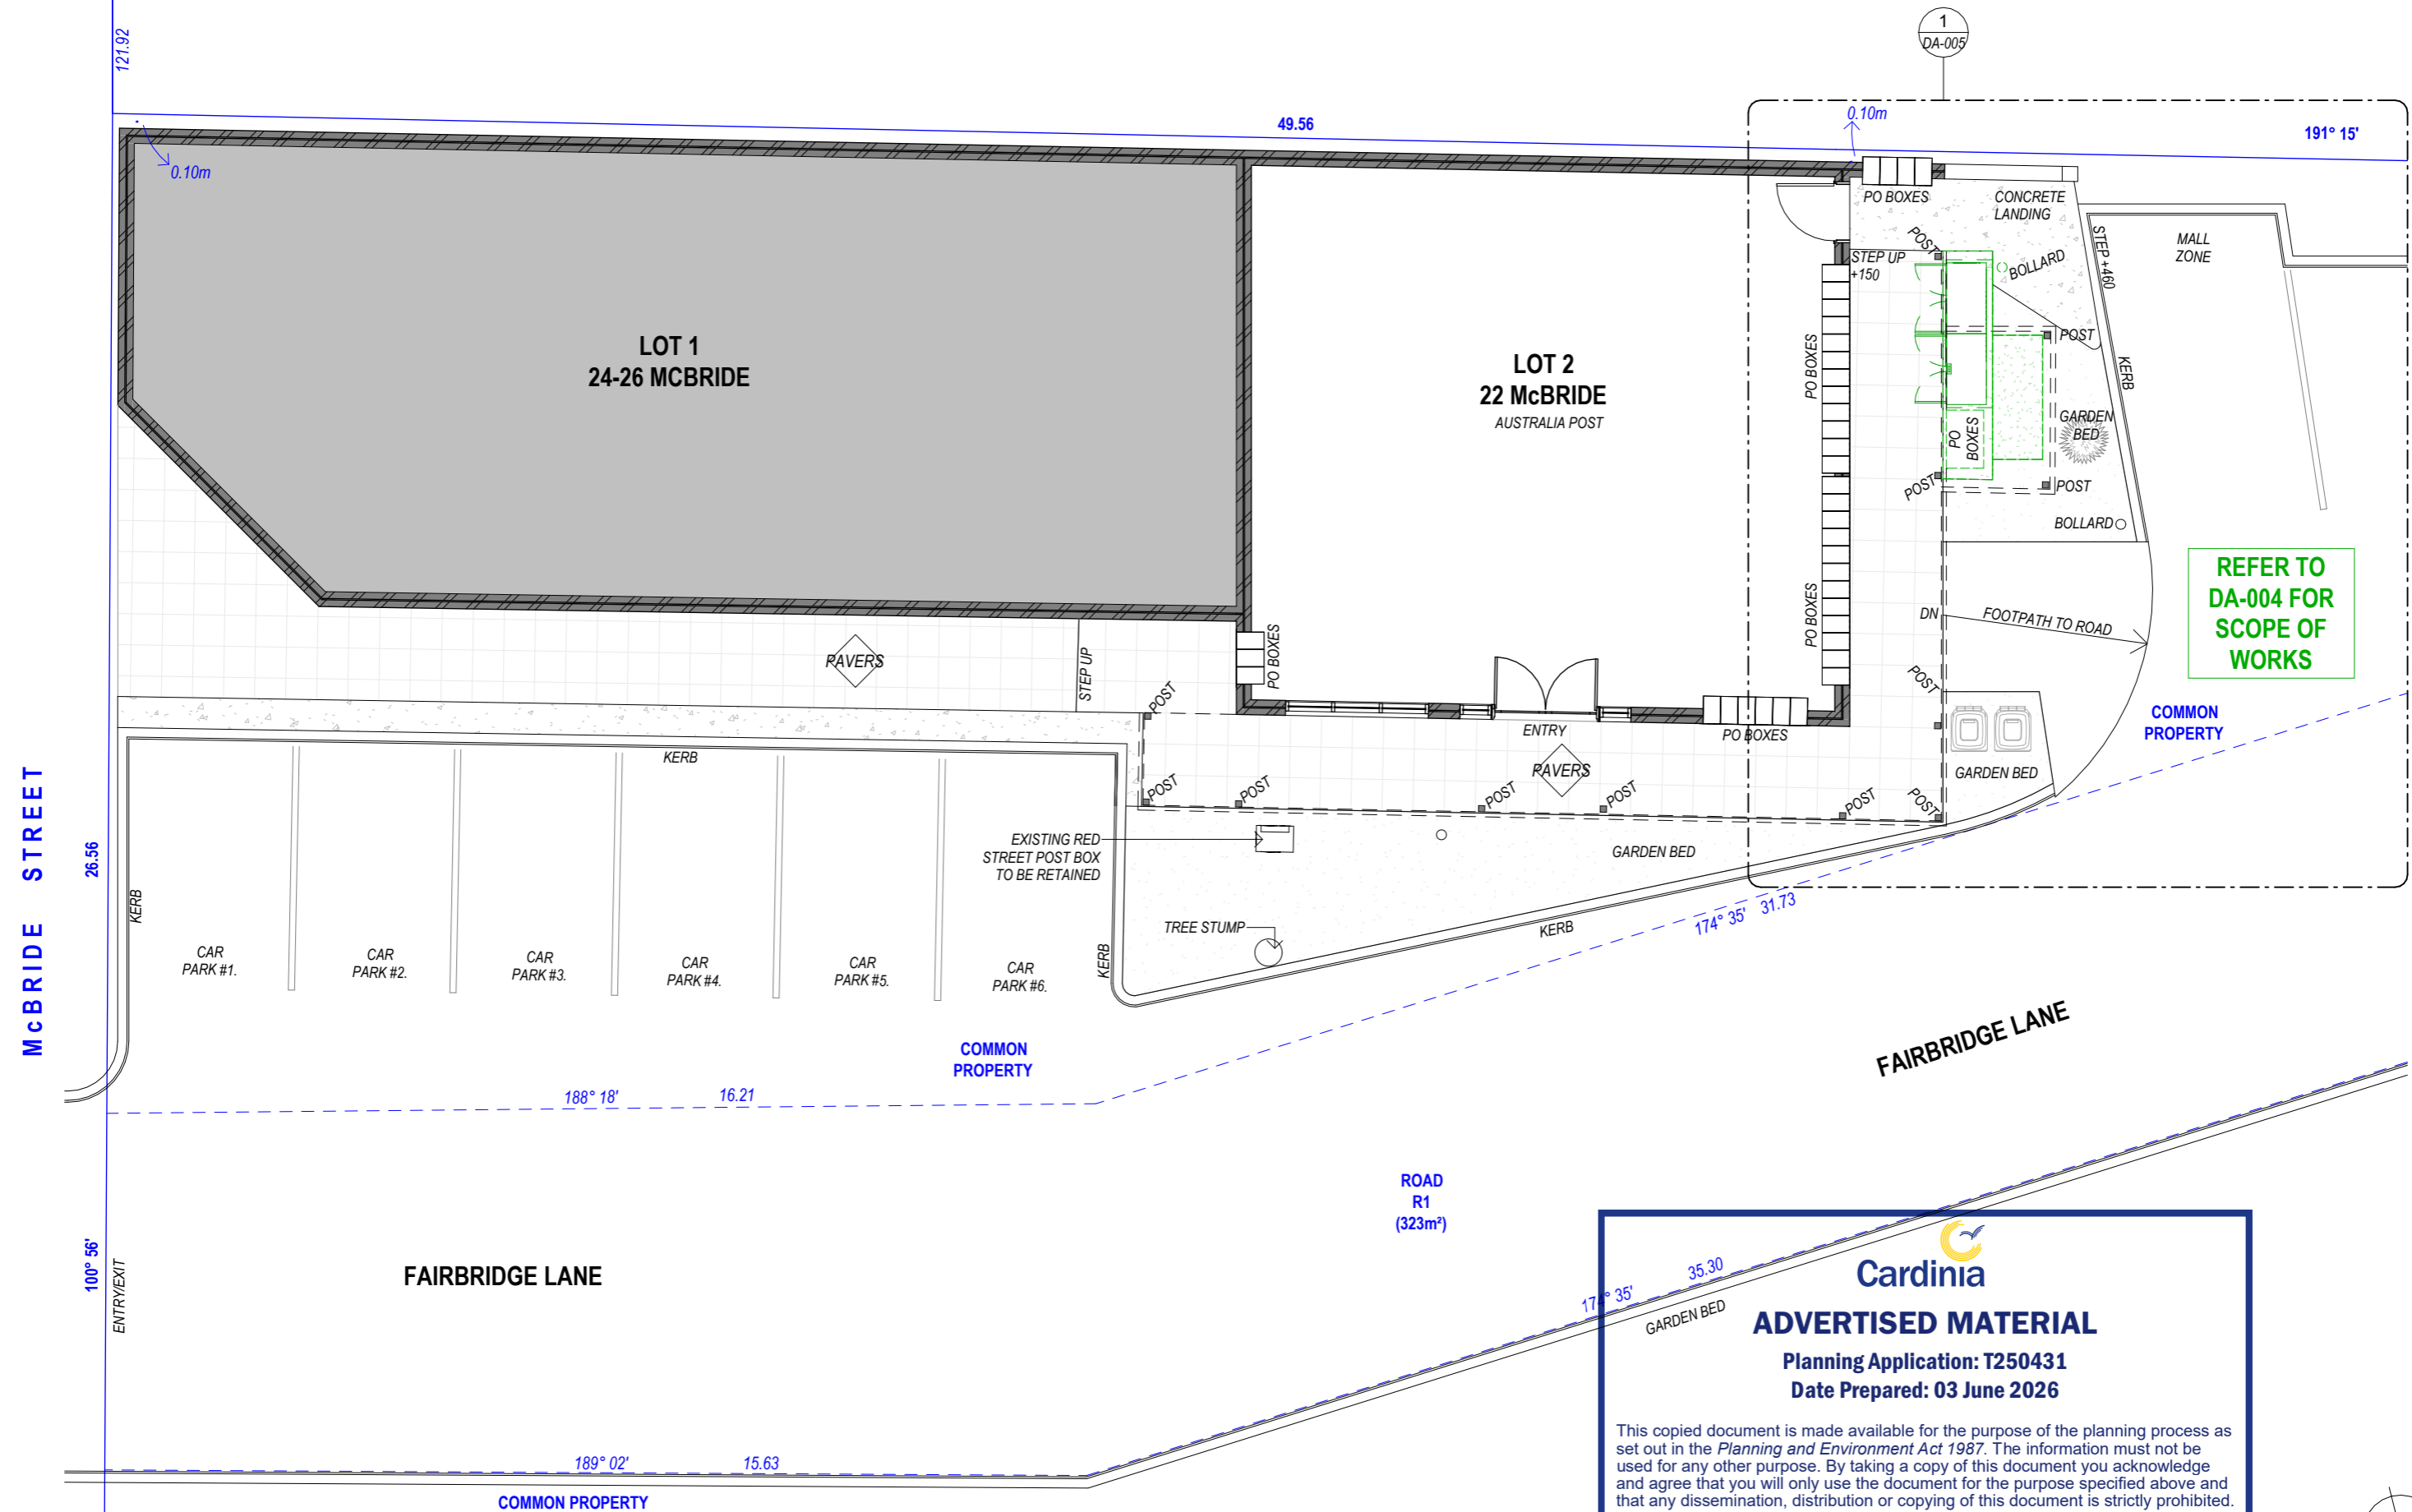 1
DA-005
121.92
49.56
0.10m
191° 15'
0.10m
PO BOXES
CONCRETE
LANDING
MALL
ZONE
POST
STEP UP
+150
BOLLARD
STEP +460
POST
KERB
LOT 1
24-26 MCBRIDE
LOT 2
22 McBRIDE
AUSTRALIA POST
PO BOXES
PO
BOXES
GARDEN
BED
POST
POST
BOLLARD
REFER TO
DA-004 FOR
SCOPE OF
WORKS
DN
FOOTPATH TO ROAD
PAVERS
STEP UP
PO BOXES
PO BOXES
POST
POST
COMMON
PROPERTY
ENTRY
PO BOXES
KERB
PAVERS
GARDEN BED
POST
POST
POST
POST
POST
POST
McBRIDE STREET
26.56
EXISTING RED
STREET POST BOX
TO BE RETAINED
GARDEN BED
KERB
TREE STUMP
KERB
KERB
174° 35' 31.73
CAR
PARK #1.
CAR
PARK #2.
CAR
PARK #3.
CAR
PARK #4.
CAR
PARK #5.
CAR
PARK #6.
COMMON
PROPERTY
FAIRBRIDGE LANE
188° 18' 16.21
ROAD
R1
(323m²)
100° 56'
ENTRY/EXIT
FAIRBRIDGE LANE
174° 35' 35.30
GARDEN BED
189° 02' 15.63
COMMON PROPERTY
Cardinia
ADVERTISED MATERIAL
Planning Application: T250431
Date Prepared: 03 June 2026
This copied document is made available for the purpose of the planning process as
set out in the Planning and Environment Act 1987. The information must not be
used for any other purpose. By taking a copy of this document you acknowledge
and agree that you will only use the document for the purpose specified above and
that any dissemination, distribution or copying of this document is strictly prohibited.